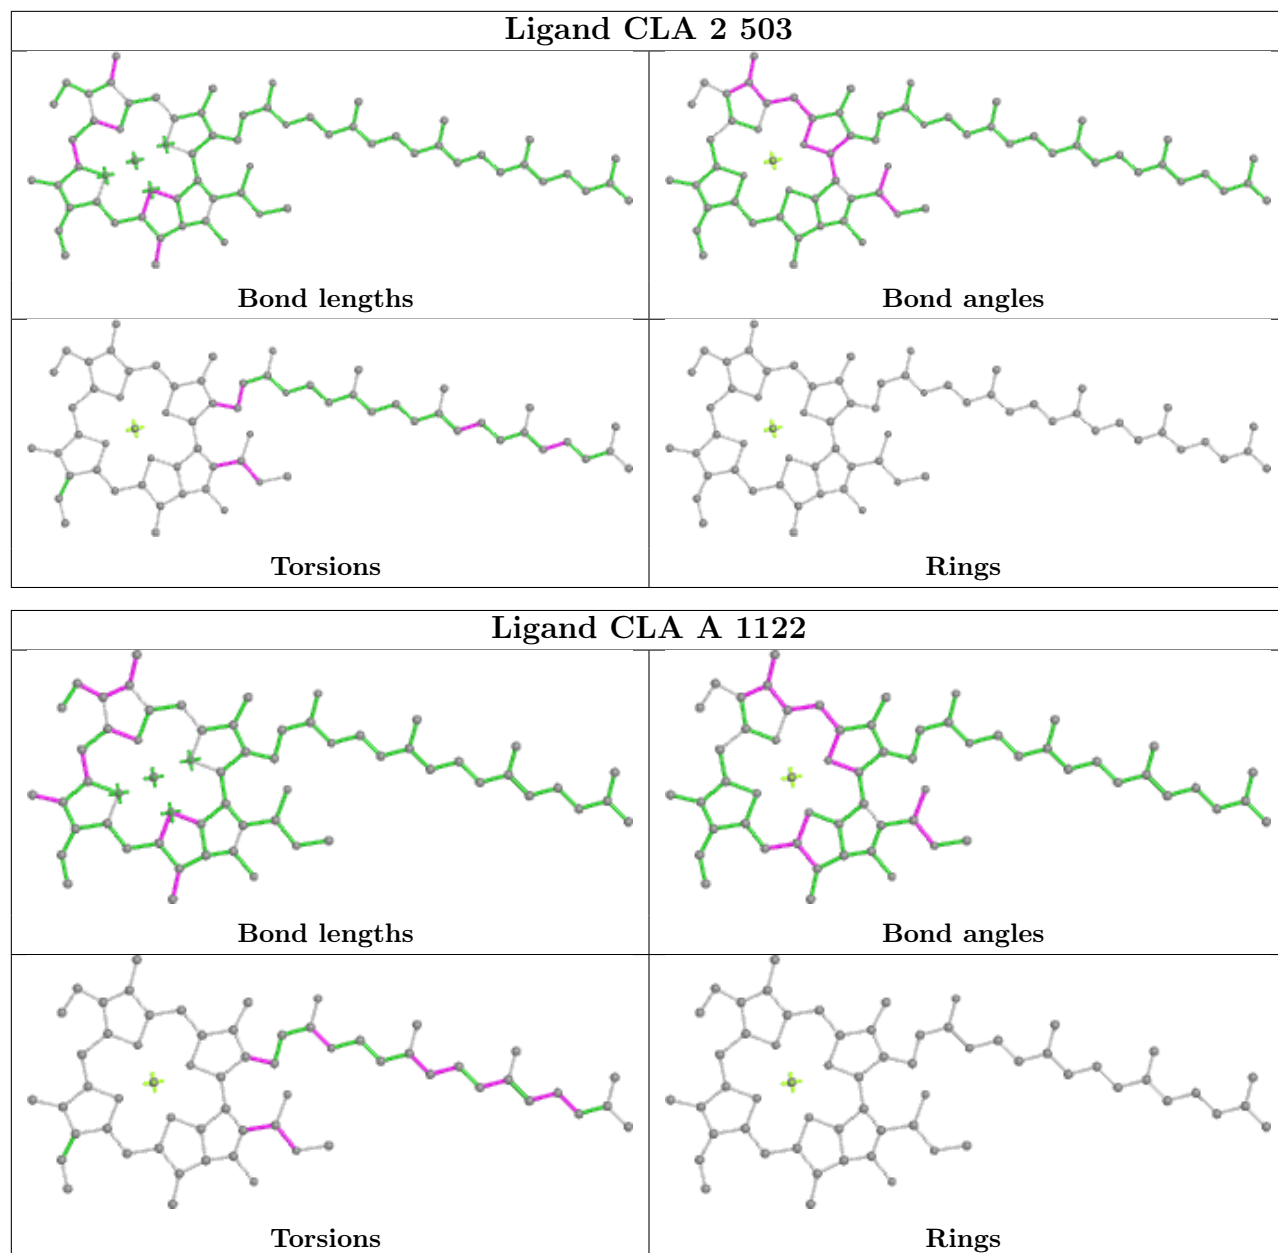 Ligand CLA 2 503
Bond lengths
Bond angles
Torsions
Rings
Ligand CLA A 1122
Bond lengths
Bond angles
Torsions
Rings